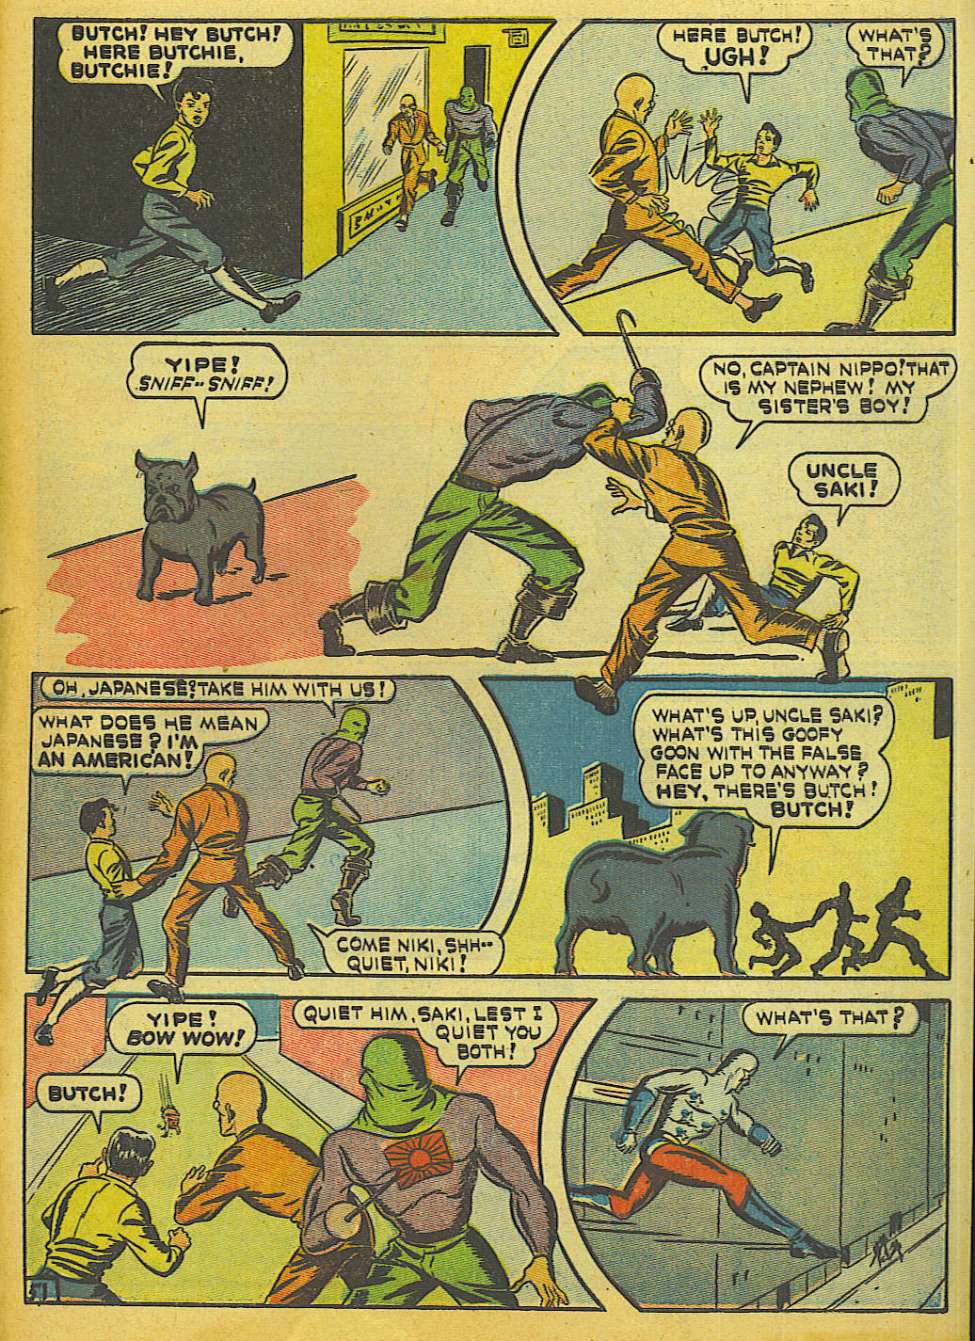 BUTCH! HEY BUTCH!
HERE BUTCHIE,
BUTCHIE!
HERE BUTCH!
UGH!
WHAT'S
THAT?
YIPE!
SNIFF-- SNIFF!
NO, CAPTAIN NIPPO! THAT
IS MY NEPHEW! MY
SISTER'S BOY!
UNCLE
SAKI!
OH, JAPANESE? TAKE HIM WITH US!
WHAT DOES HE MEAN
JAPANESE? I'M
AN AMERICAN!
COME NIKI, SHH--
QUIET, NIKI!
WHAT'S UP, UNCLE SAKI?
WHAT'S THIS GOOFY
GOON WITH THE FALSE
FACE UP TO ANYWAY?
HEY, THERE'S BUTCH!
BUTCH!
BUTCH!
YIPE!
BOW WOW!
QUIET HIM, SAKI, LEST I
QUIET YOU
BOTH!
WHAT'S THAT?